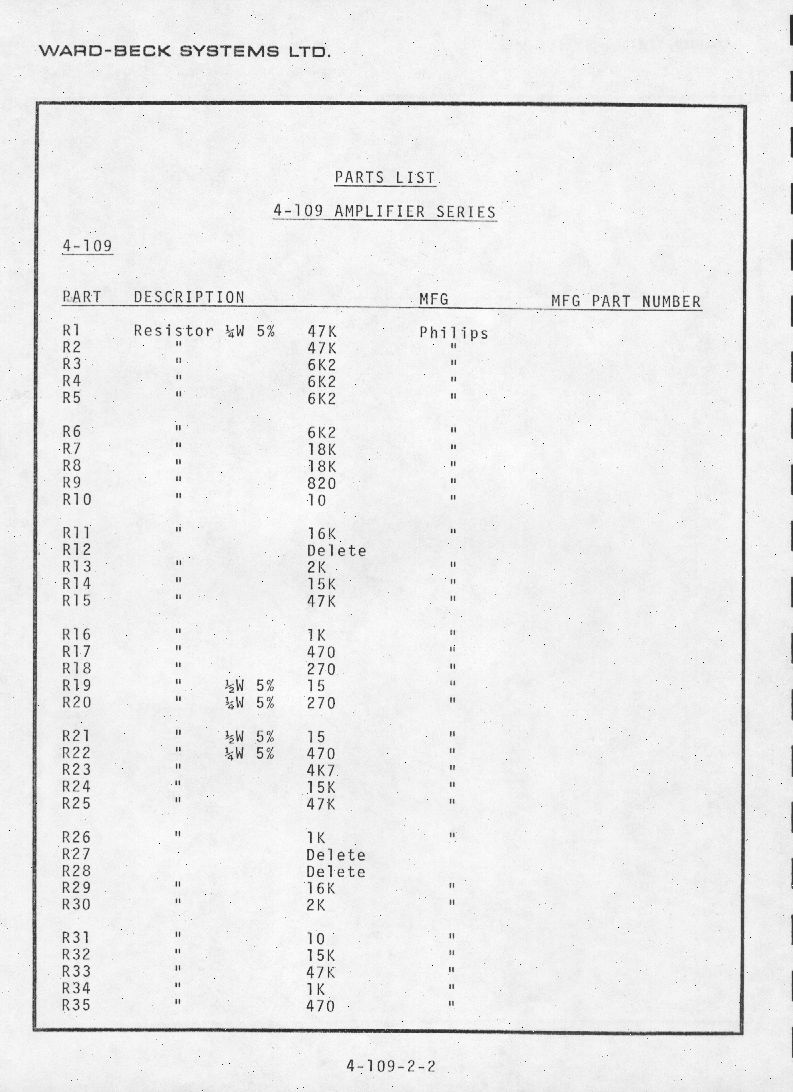 WARD-BECK SYSTEMS LTD.
PARTS LIST
4-109 AMPLIFIER SERIES
4-109
PART DESCRIPTION MFG MFG PART NUMBER
R1 Resistor ¼W 5% 47K Philips
R2 " 47K "
R3 " 6K2 "
R4 " 6K2 "
R5 " 6K2 "
R6 " 6K2 "
R7 " 18K "
R8 " 18K "
R9 " 820 "
R10 " 10 "
R11 " 16K "
R12 Delete
R13 " 2K "
R14 " 15K "
R15 " 47K "
R16 " 1K "
R17 " 470 "
R18 " 270 "
R19 " ½W 5% 15 "
R20 " ¼W 5% 270 "
R21 " ½W 5% 15 "
R22 " ¼W 5% 470 "
R23 " 4K7 "
R24 " 15K "
R25 " 47K "
R26 " 1K "
R27 Delete
R28 Delete
R29 " 16K "
R30 " 2K "
R31 " 10 "
R32 " 15K "
R33 " 47K "
R34 " 1K "
R35 " 470 "
4-109-2-2